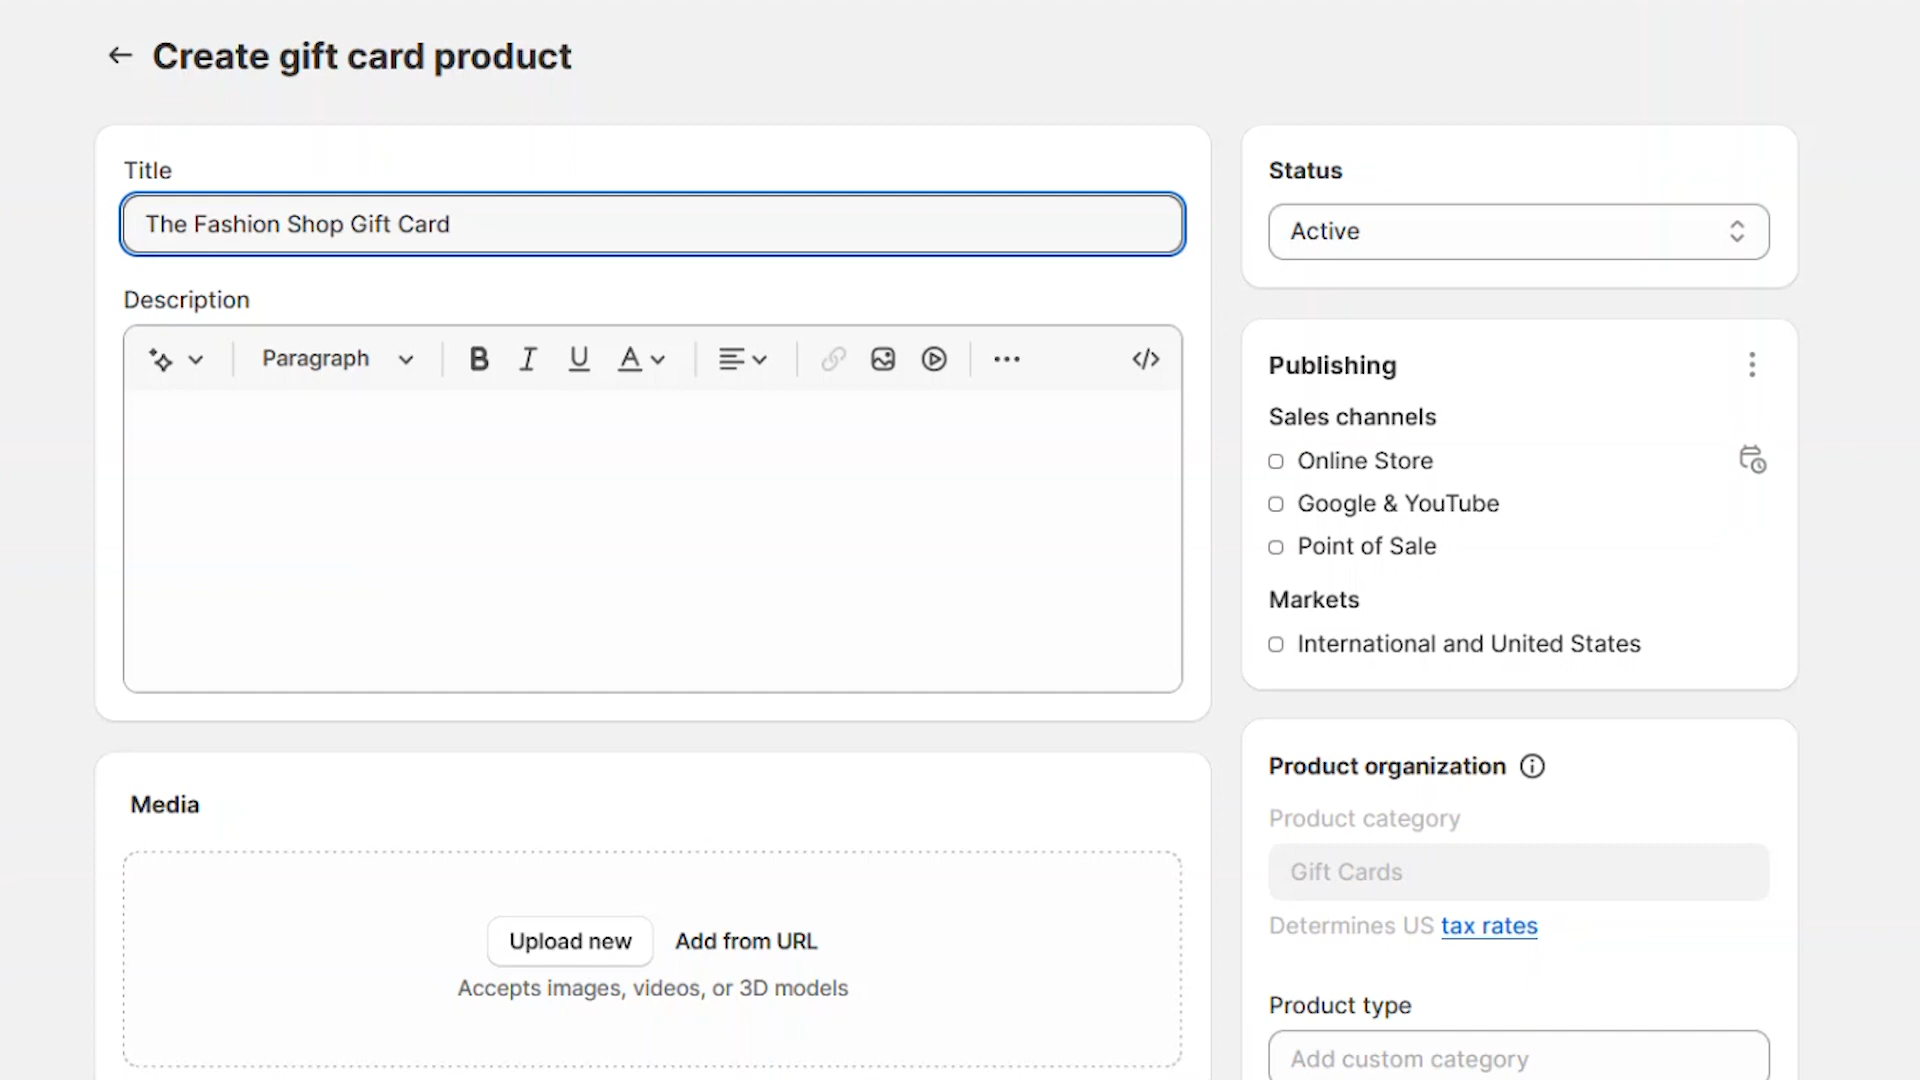 Create gift card product
Title
The Fashion Shop Gift Card
Description
Paragraph
B I U A
Media
Upload new Add from URL
Accepts images, videos, or 3D models
Status
Active
Publishing
Sales channels
Online Store
Google & YouTube
Point of Sale
Markets
International and United States
Product organization
Product category
Gift Cards
Determines US tax rates
Product type
Add custom category